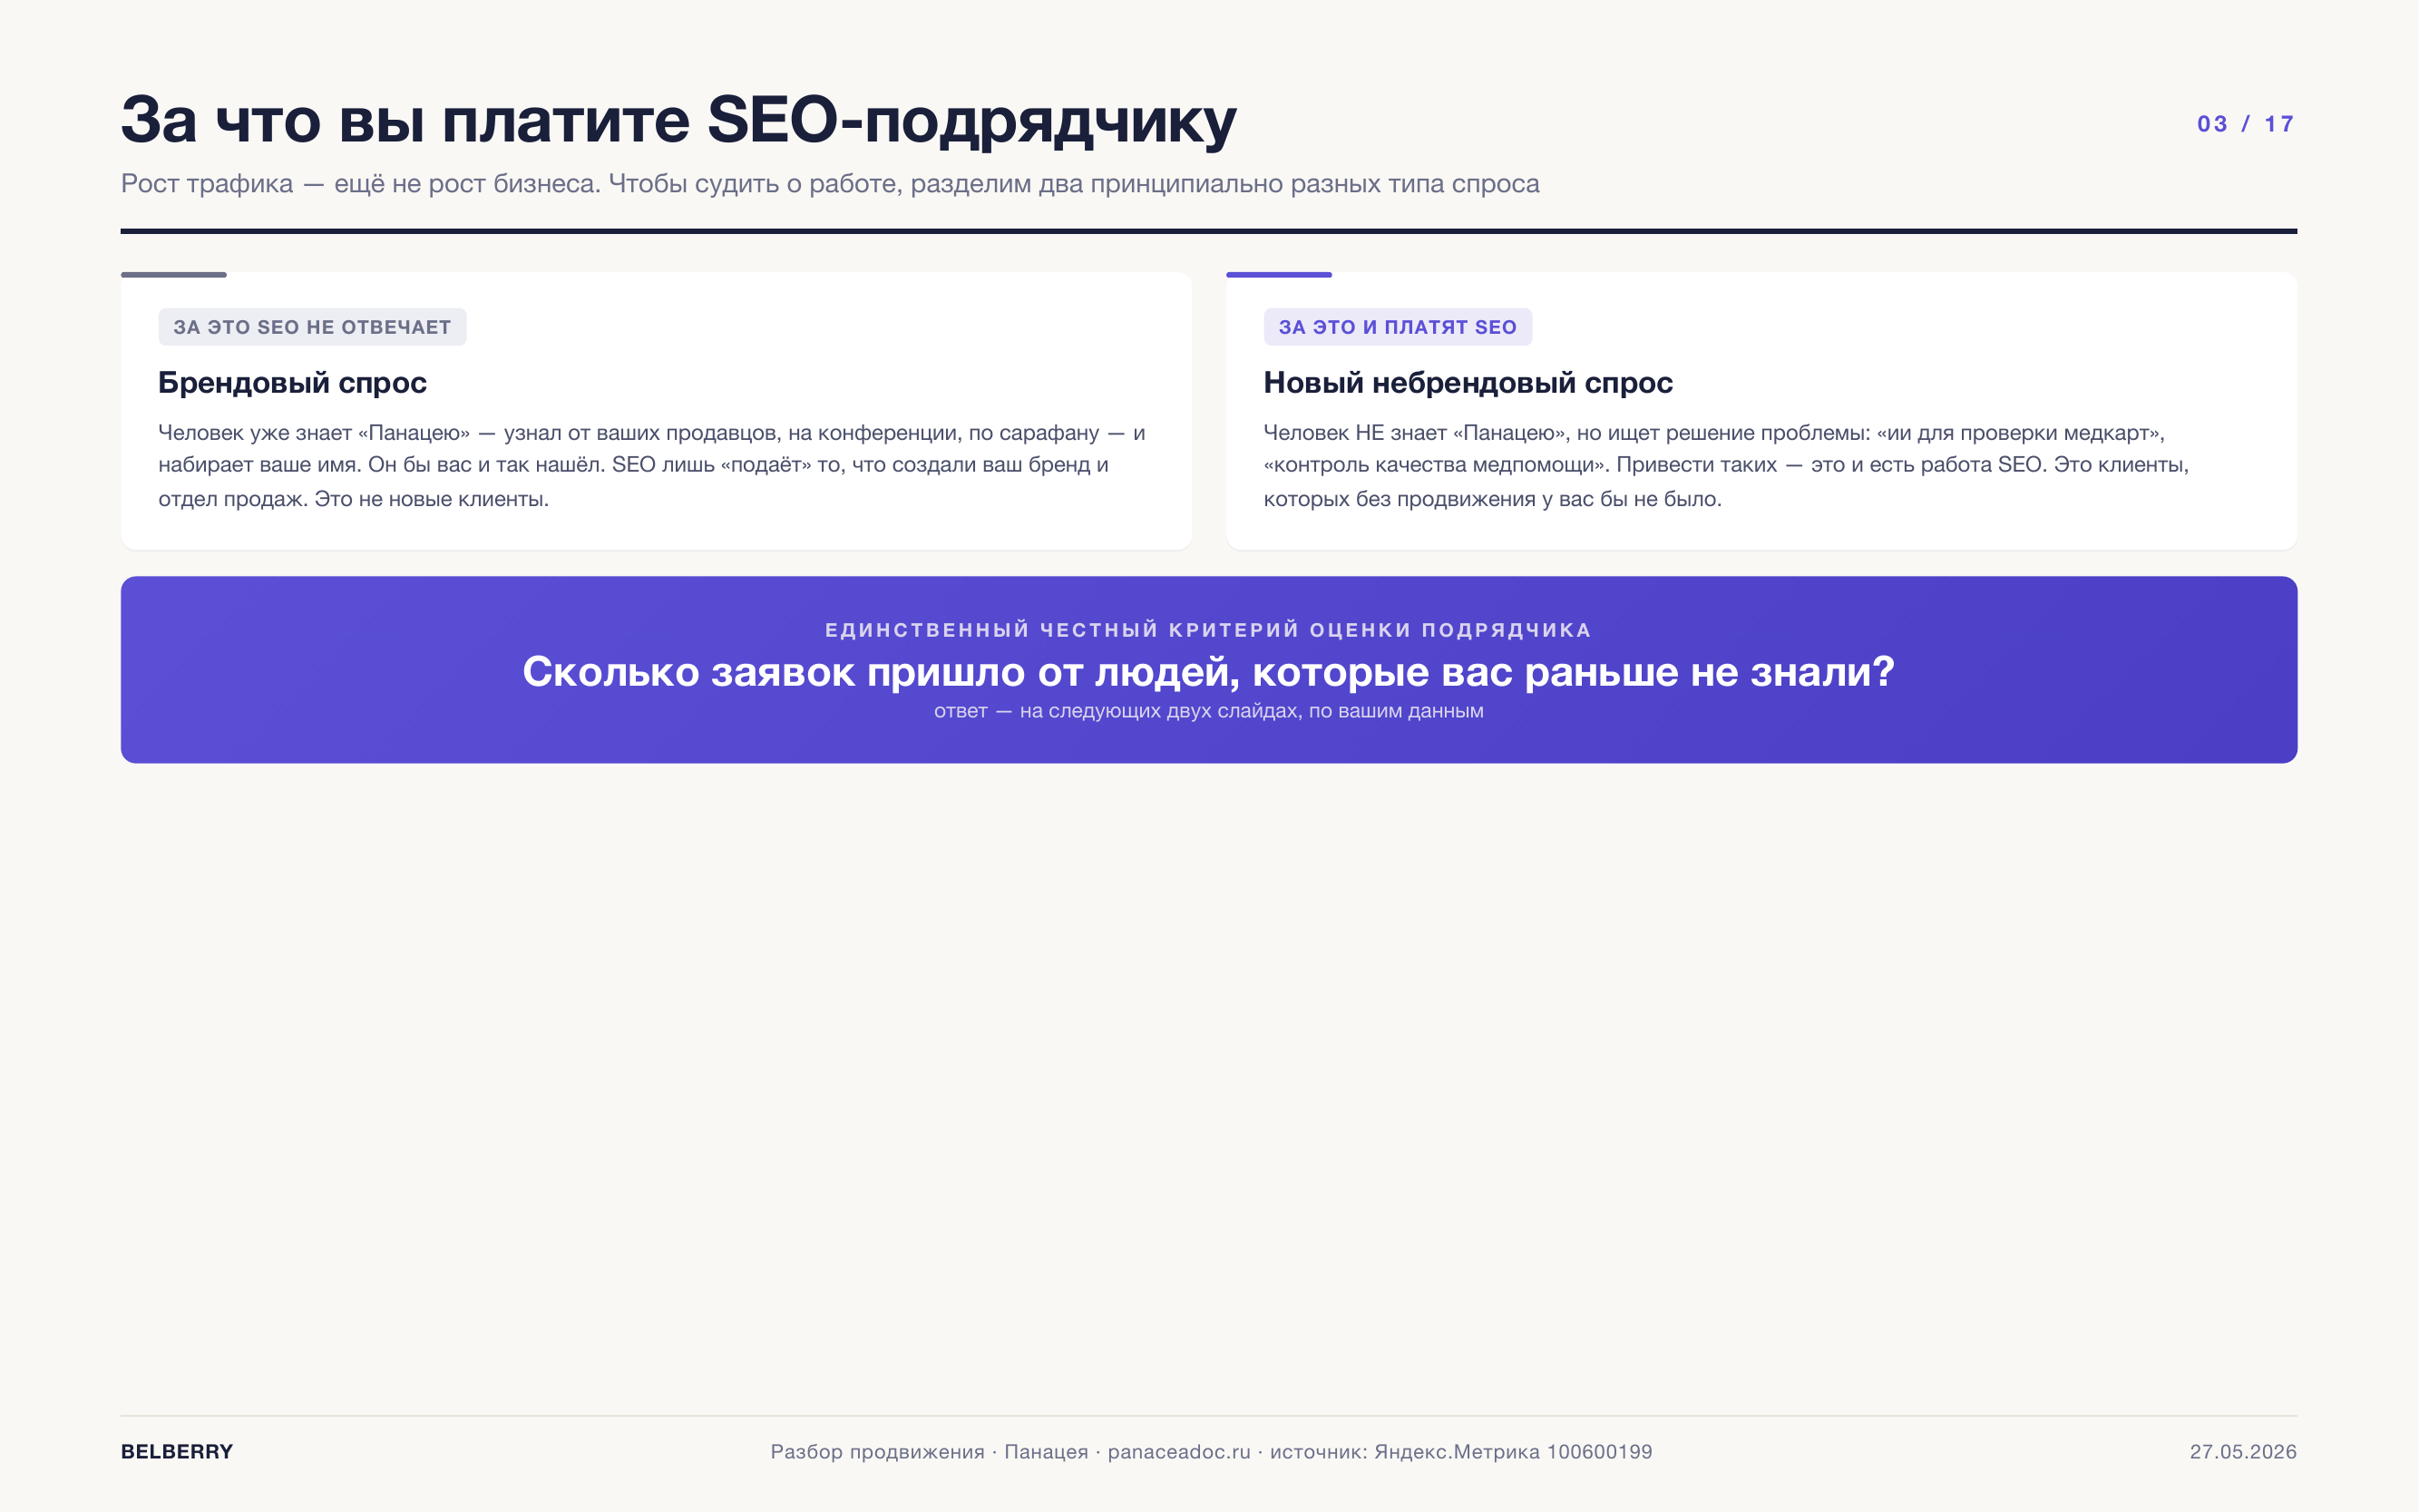 За что вы платите SEO-подрядчику
03 / 17
Рост трафика — ещё не рост бизнеса. Чтобы судить о работе, разделим два принципиально разных типа спроса
ЗА ЭТО SEO НЕ ОТВЕЧАЕТ
Брендовый спрос
Человек уже знает «Панацею» — узнал от ваших продавцов, на конференции, по сарафану — и
набирает ваше имя. Он бы вас и так нашёл. SEO лишь «подаёт» то, что создали ваш бренд и
отдел продаж. Это не новые клиенты.
ЗА ЭТО И ПЛАТЯТ SEO
Новый небрендовый спрос
Человек НЕ знает «Панацею», но ищет решение проблемы: «ии для проверки медкарт»,
«контроль качества медпомощи». Привести таких — это и есть работа SEO. Это клиенты,
которых без продвижения у вас бы не было.
ЕДИНСТВЕННЫЙ ЧЕСТНЫЙ КРИТЕРИЙ ОЦЕНКИ ПОДРЯДЧИКА
Сколько заявок пришло от людей, которые вас раньше не знали?
ответ — на следующих двух слайдах, по вашим данным
BELBERRY
Разбор продвижения · Панацея · panaceadoc.ru · источник: Яндекс.Метрика 100600199
27.05.2026